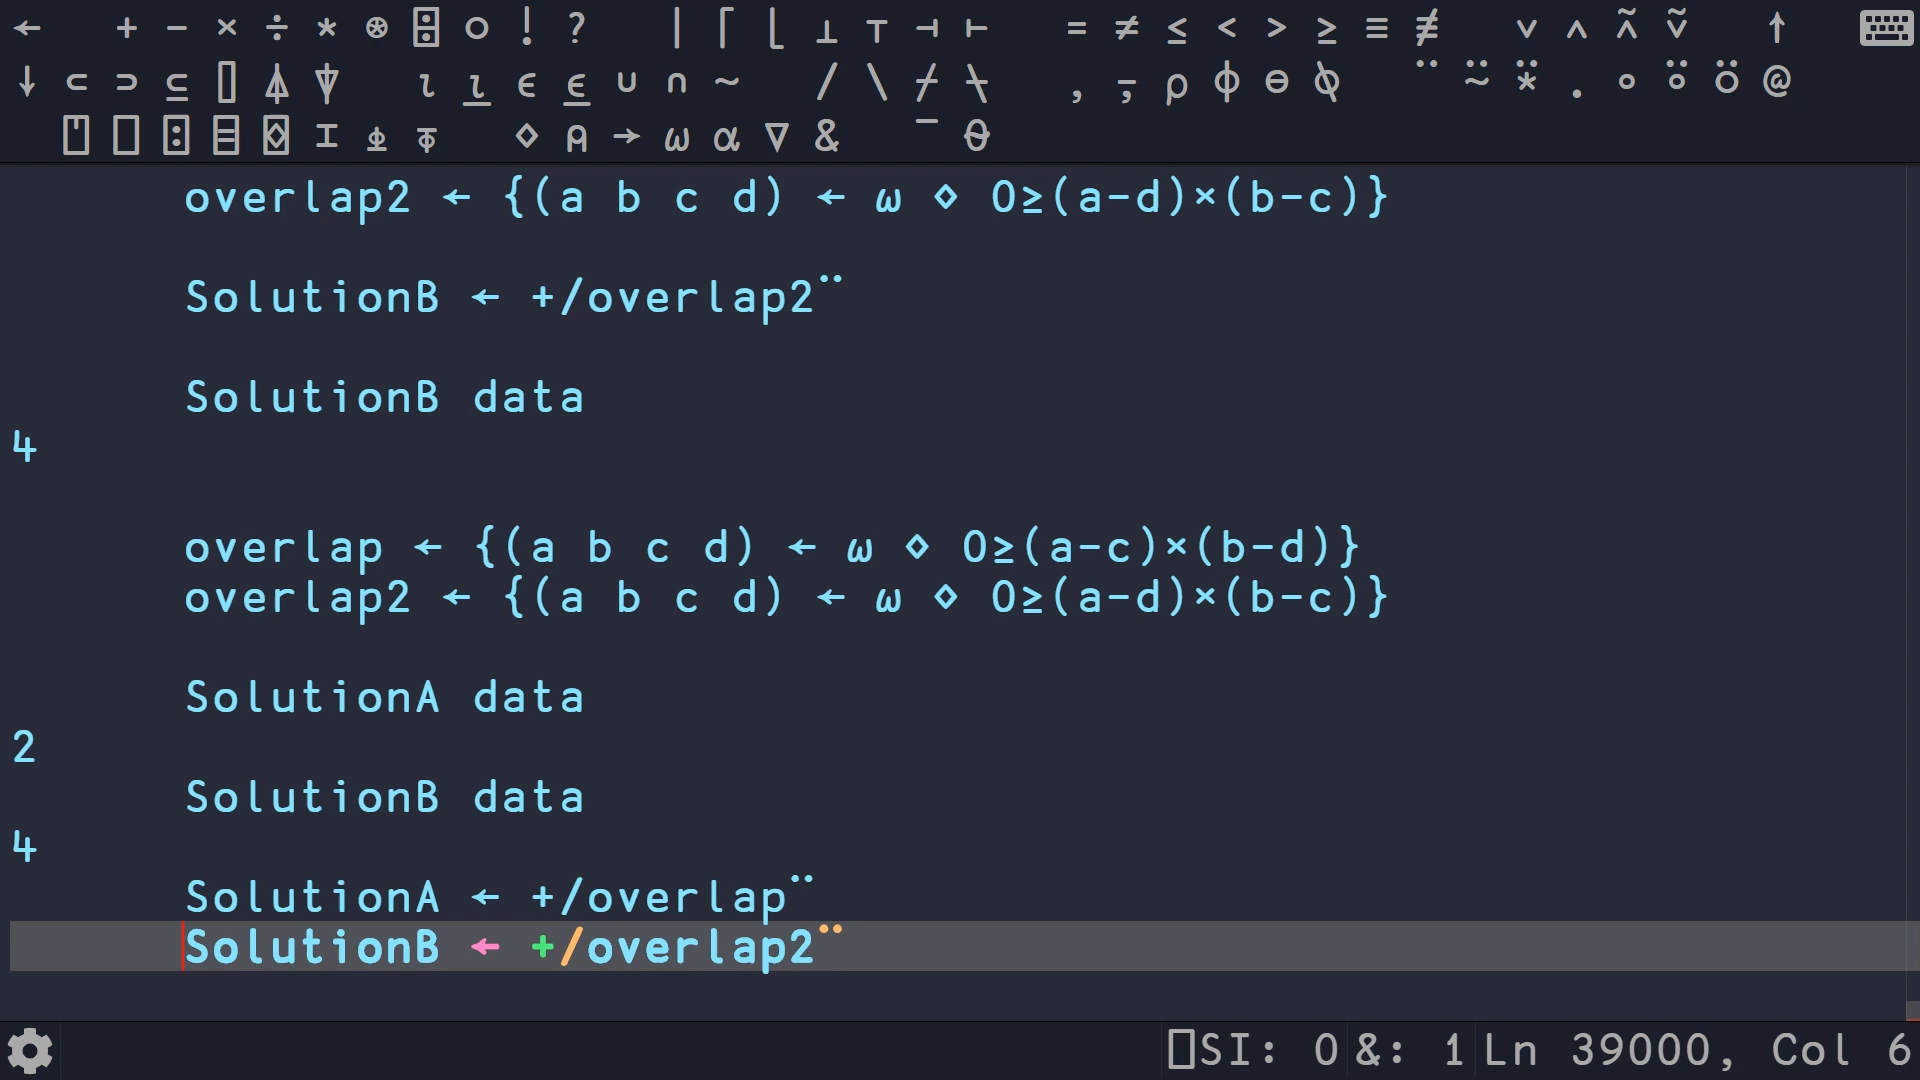 ← + − × ÷ * ⍟ ⌹ ○ ! ? | ⌈ ⌊ ⊥ ⊤ ⊣ ⊢ = ≠ ≤ < > ≥ ≡ ≢ ∨ ∧ ⍲ ⍱ ↑
↓ ⊂ ⊃ ⊆ ⌷ ⍋ ⍒ ⍳ ⍸ ∊ ⍷ ∪ ∩ ~ / \ ⌿ ⍀ , ⍪ ⍴ ⌽ ⊖ ⍉ ¨ ⍨ ⍣ . ∘ ⍤ ⍥ @
⍞ ⎕ ⍠ ⌸ ⌺ ⌶ ⍎ ⍕ ⋄ ⍝ → ⍵ ⍺ ∇ & ¯ ⍬
overlap2 ← {(a b c d) ← ⍵ ⋄ 0≥(a-d)×(b-c)}
SolutionB ← +/overlap2¨
SolutionB data
4
overlap ← {(a b c d) ← ⍵ ⋄ 0≥(a-c)×(b-d)}
overlap2 ← {(a b c d) ← ⍵ ⋄ 0≥(a-d)×(b-c)}
SolutionA data
2
SolutionB data
4
SolutionA ← +/overlap¨
SolutionB ← +/overlap2¨
⎕SI: 0 &: 1 Ln 39000, Col 6